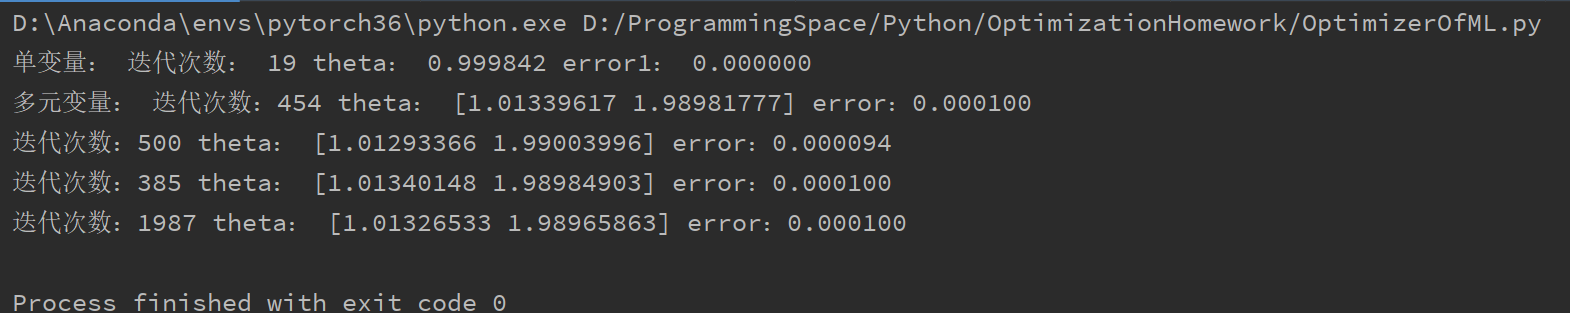 D:\Anaconda\envs\pytorch36\python.exe D:/ProgrammingSpace/Python/OptimizationHomework/OptimizerOfML.py
单变量： 迭代次数： 19 theta： 0.999842 error1： 0.000000
多元变量： 迭代次数：454 theta： [1.01339617 1.98981777] error：0.000100
迭代次数：500 theta： [1.01293366 1.99003996] error：0.000094
迭代次数：385 theta： [1.01340148 1.98984903] error：0.000100
迭代次数：1987 theta： [1.01326533 1.98965863] error：0.000100
Process finished with exit code 0